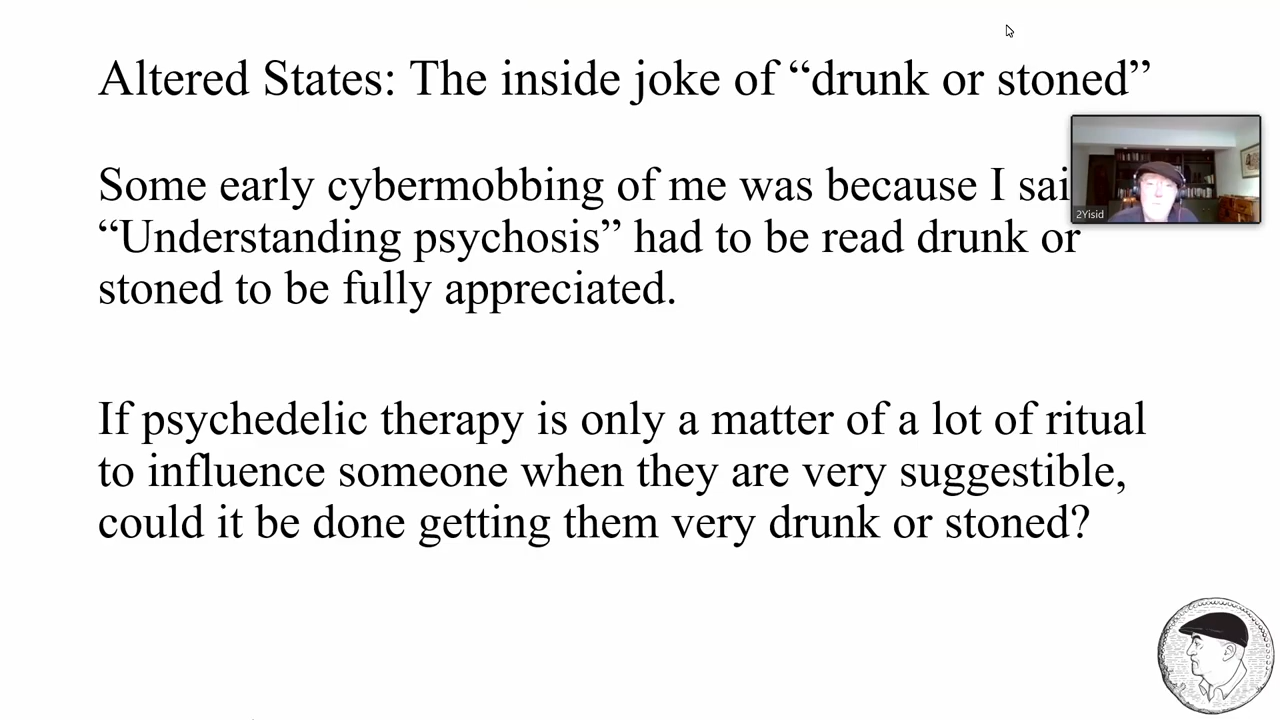 Altered States: The inside joke of “drunk or stoned”
Some early cybermobbing of me was because I sai
2Yisid
“Understanding psychosis” had to be read drunk or
stoned to be fully appreciated.
If psychedelic therapy is only a matter of a lot of ritual
to influence someone when they are very suggestible,
could it be done getting them very drunk or stoned?